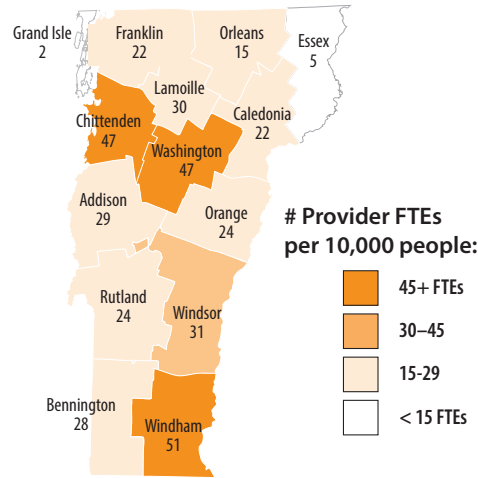 Grand Isle
2
Franklin
22
Orleans
15
Essex
5
Lamoille
30
Chittenden
47
Caledonia
22
Washington
47
Addison
29
Orange
24
# Provider FTEs
per 10,000 people:
45+ FTEs
30–45
15-29
< 15 FTEs
Rutland
24
Windsor
31
Bennington
28
Windham
51